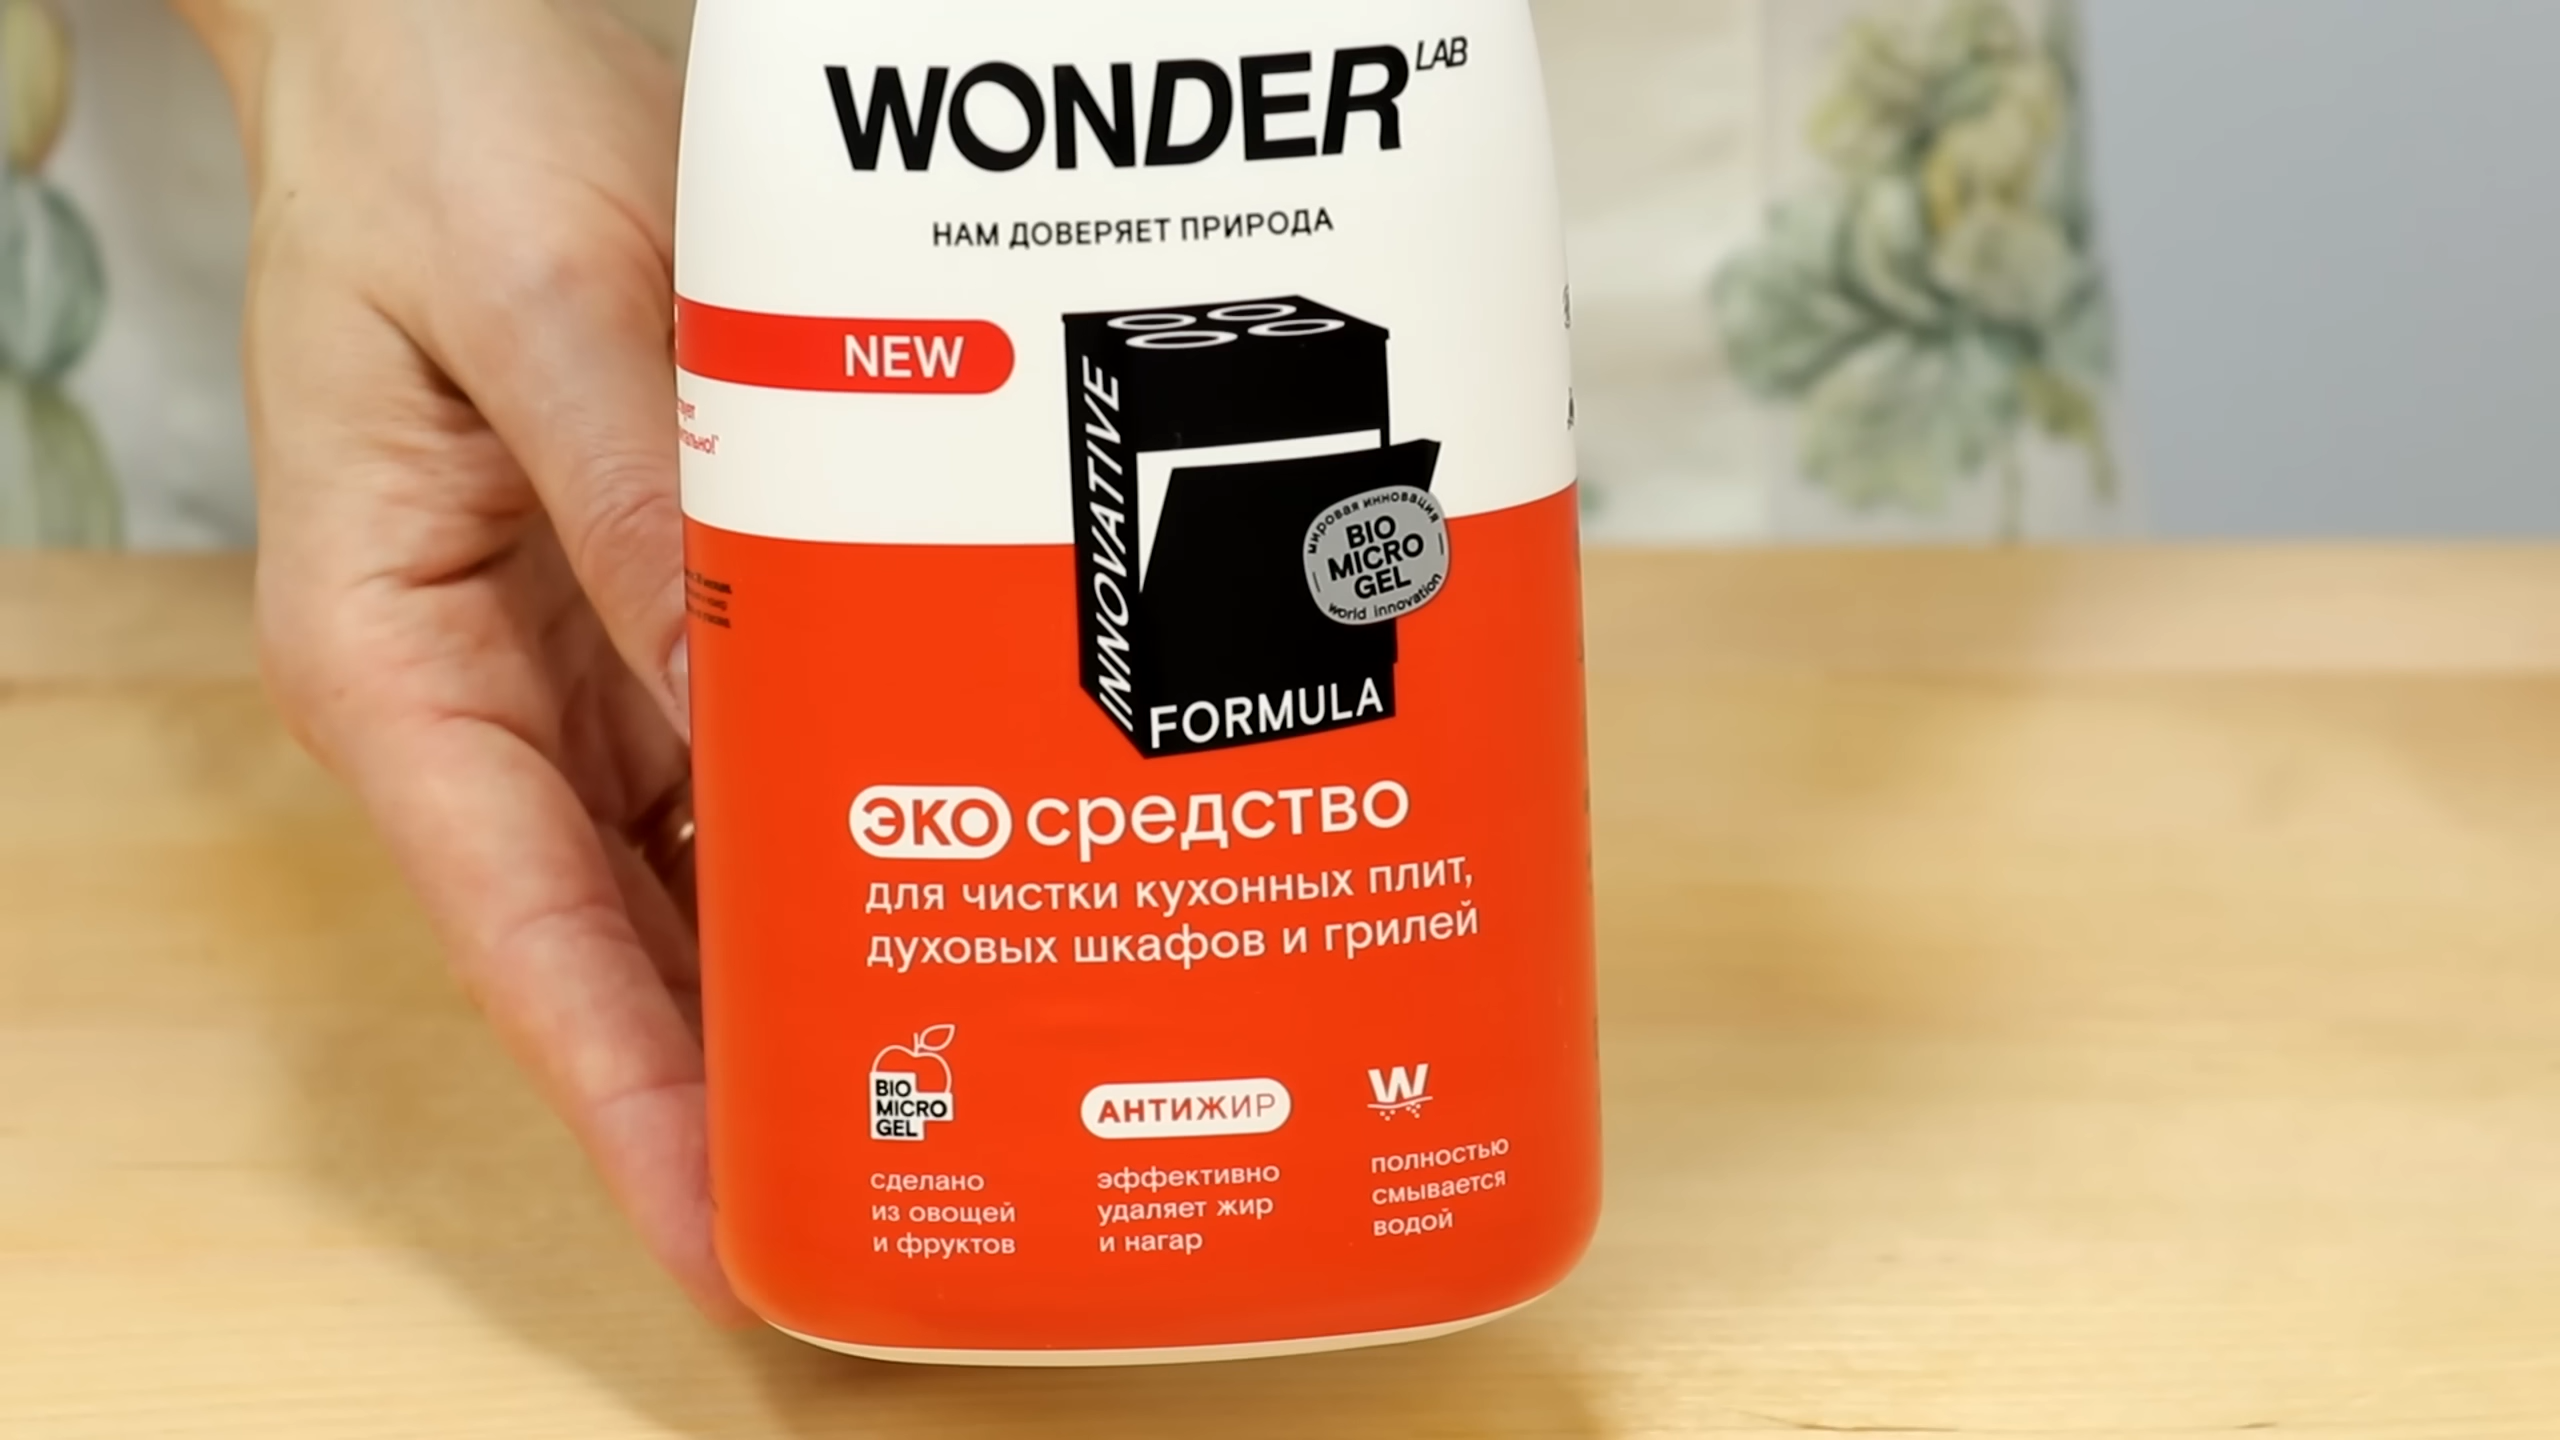 WONDER LAB
НАМ ДОВЕРЯЕТ ПРИРОДА
NEW
INNOVATIVE
FORMULA
мировая инновация
BIO
MICRO
GEL
world innovation
эко средство
для чистки кухонных плит,
духовых шкафов и грилей
BIO
MICRO
GEL
сделано
из овощей
и фруктов
АНТИЖИР
эффективно
удаляет жир
и нагар
W
полностью
смывается
водой